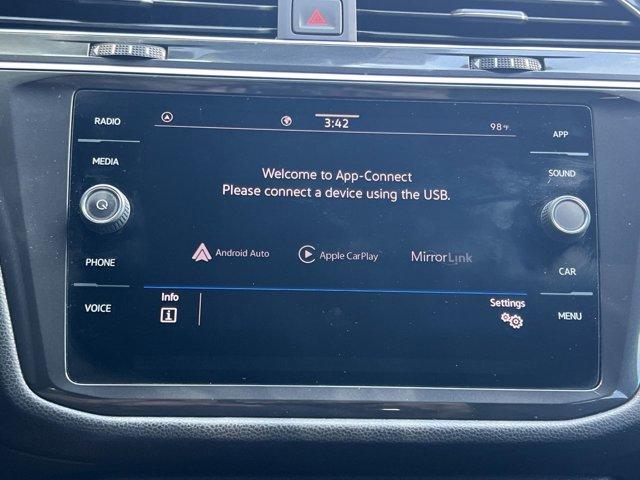 RADIO
MEDIA
PHONE
VOICE
3:42
98°F
Welcome to App-Connect
Please connect a device using the USB.
Android Auto
Apple CarPlay
MirrorLink
Info
i
Settings
APP
SOUND
CAR
MENU